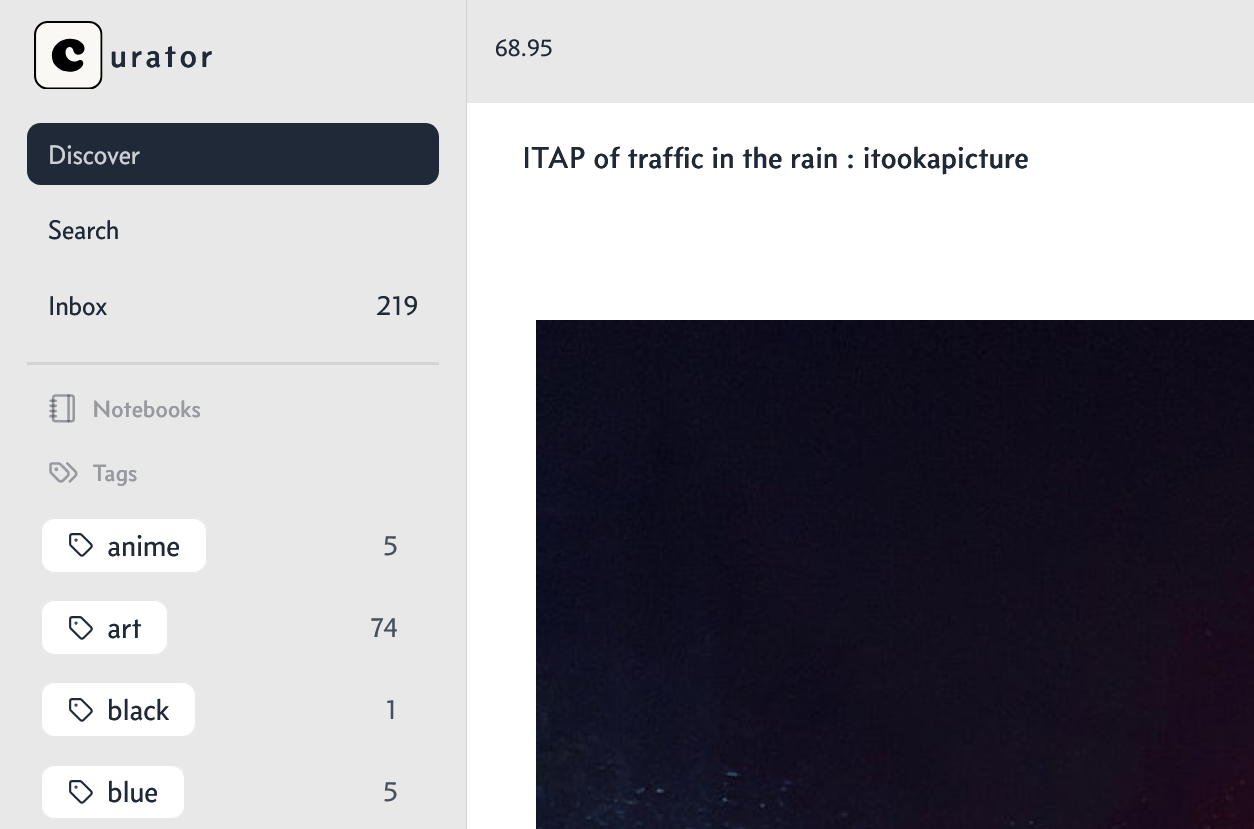 Curator
68.95
Discover
Search
Inbox 219
Notebooks
Tags
anime 5
art 74
black 1
blue 5
ITAP of traffic in the rain : itookapicture